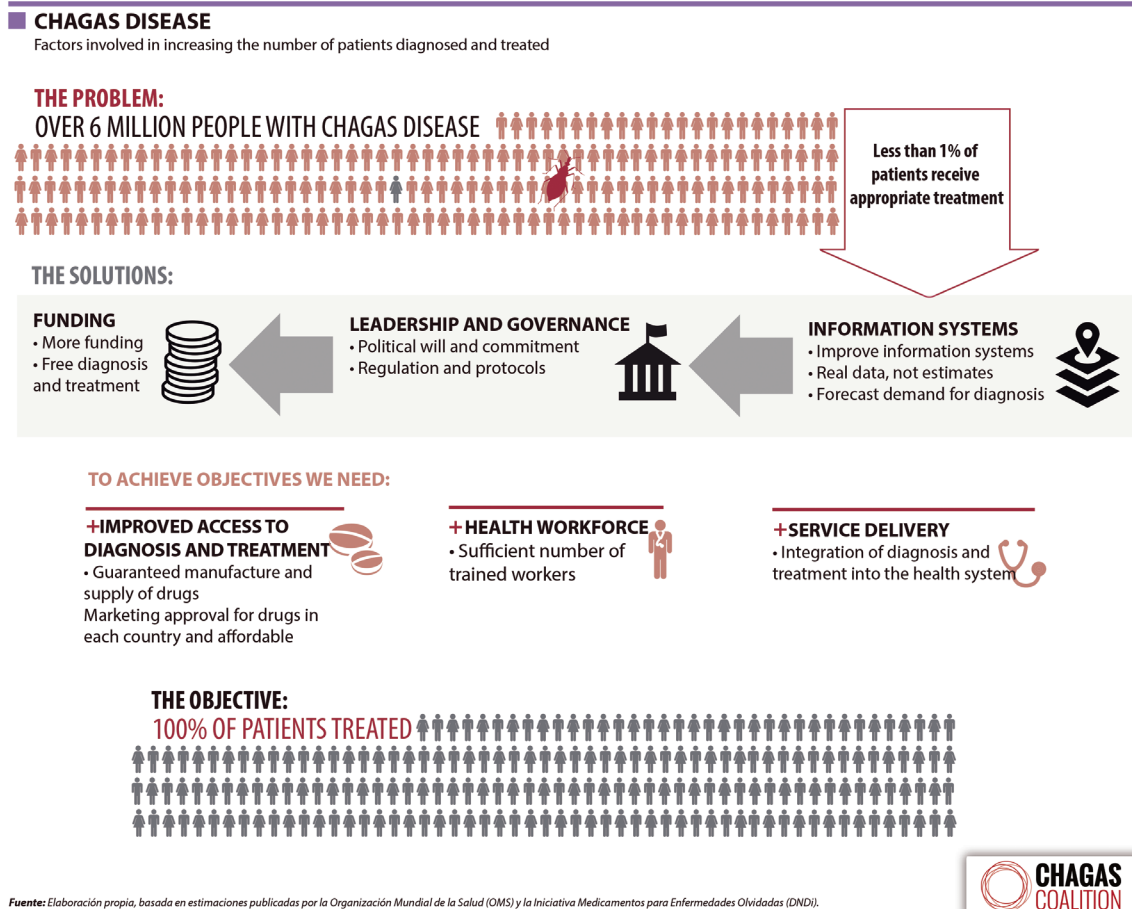 CHAGAS DISEASE
Factors involved in increasing the number of patients diagnosed and treated
THE PROBLEM:
OVER 6 MILLION PEOPLE WITH CHAGAS DISEASE
Less than 1% of
patients receive
appropriate treatment
THE SOLUTIONS:
FUNDING
• More funding
• Free diagnosis
and treatment
LEADERSHIP AND GOVERNANCE
• Political will and commitment
• Regulation and protocols
INFORMATION SYSTEMS
• Improve information systems
• Real data, not estimates
• Forecast demand for diagnosis
TO ACHIEVE OBJECTIVES WE NEED:
+IMPROVED ACCESS TO
DIAGNOSIS AND TREATMENT
• Guaranteed manufacture and
supply of drugs
Marketing approval for drugs in
each country and affordable
+HEALTH WORKFORCE
• Sufficient number of
trained workers
+SERVICE DELIVERY
• Integration of diagnosis and
treatment into the health system
THE OBJECTIVE:
100% OF PATIENTS TREATED
CHAGAS
COALITION
Fuente: Elaboración propia, basada en estimaciones publicadas por la Organización Mundial de la Salud (OMS) y la Iniciativa Medicamentos para Enfermedades Olvidadas (DNDi).